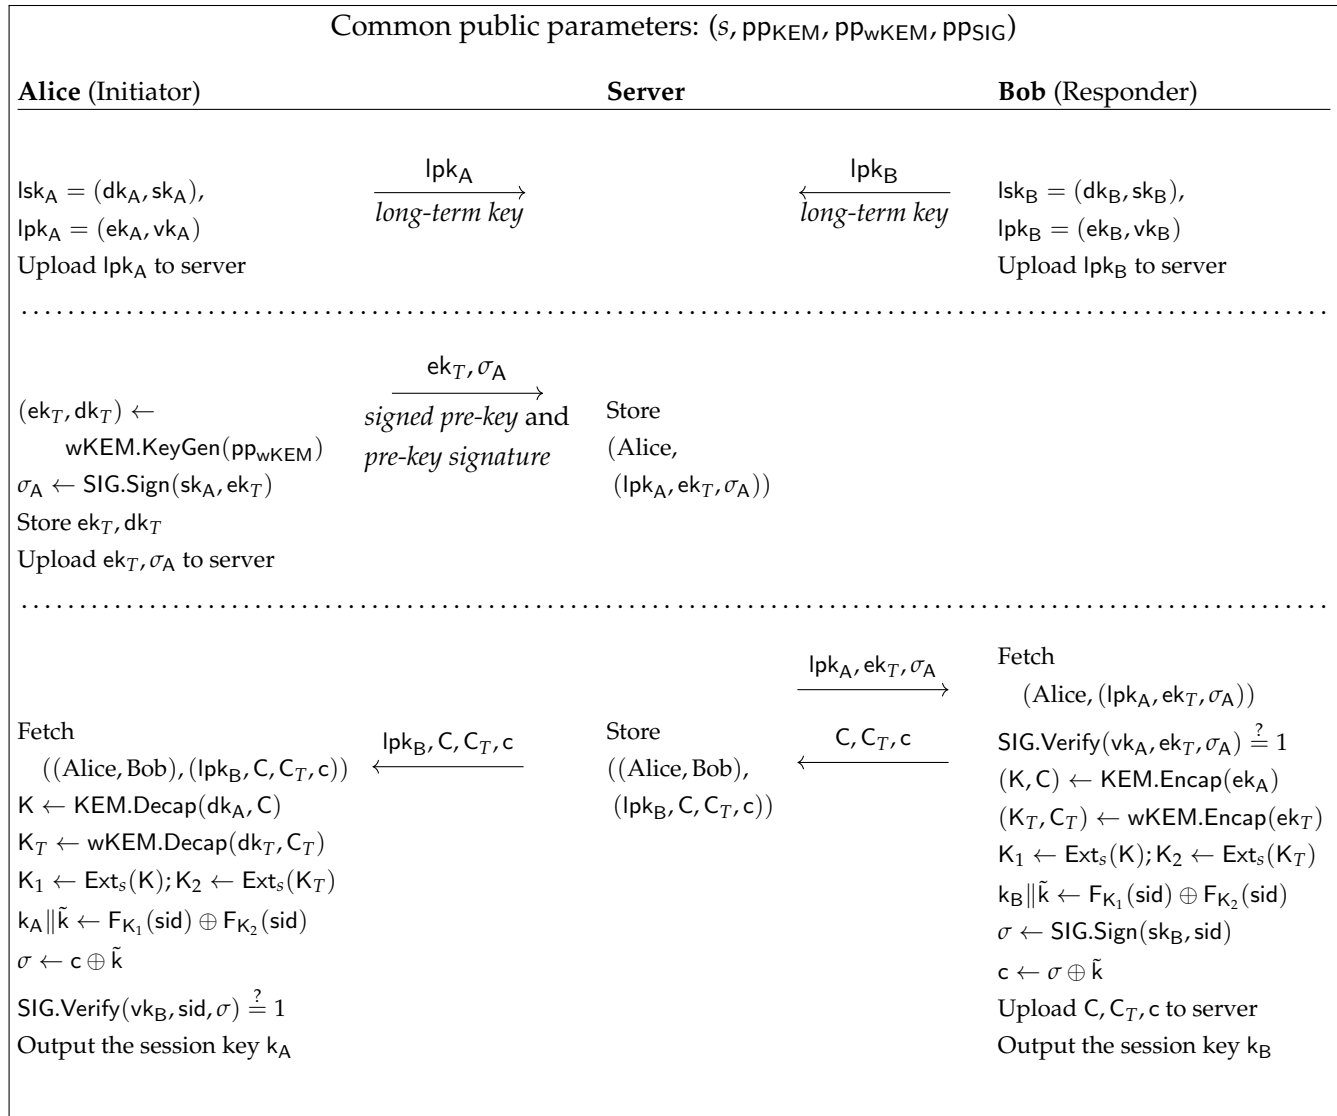 Common public parameters: (s, pp_KEM, pp_wKEM, pp_SIG)
Alice (Initiator)
Server
Bob (Responder)
lsk_A = (dk_A, sk_A),
lpk_A = (ek_A, vk_A)
Upload lpk_A to server
lpk_A
long-term key
lpk_B
long-term key
lsk_B = (dk_B, sk_B),
lpk_B = (ek_B, vk_B)
Upload lpk_B to server
(ek_T, dk_T) ←
wKEM.KeyGen(pp_wKEM)
σ_A ← SIG.Sign(sk_A, ek_T)
Store ek_T, dk_T
Upload ek_T, σ_A to server
ek_T, σ_A
signed pre-key and
pre-key signature
Store
(Alice,
(lpk_A, ek_T, σ_A))
Fetch
((Alice, Bob), (lpk_B, C, C_T, c))
K ← KEM.Decap(dk_A, C)
K_T ← wKEM.Decap(dk_T, C_T)
K_1 ← Ext_s(K); K_2 ← Ext_s(K_T)
k_A‖k̃ ← F_{K_1}(sid) ⊕ F_{K_2}(sid)
σ ← c ⊕ k̃
SIG.Verify(vk_B, sid, σ) ?= 1
Output the session key k_A
lpk_B, C, C_T, c
Store
((Alice, Bob),
(lpk_B, C, C_T, c))
lpk_A, ek_T, σ_A
C, C_T, c
Fetch
(Alice, (lpk_A, ek_T, σ_A))
SIG.Verify(vk_A, ek_T, σ_A) ?= 1
(K, C) ← KEM.Encap(ek_A)
(K_T, C_T) ← wKEM.Encap(ek_T)
K_1 ← Ext_s(K); K_2 ← Ext_s(K_T)
k_B‖k̃ ← F_{K_1}(sid) ⊕ F_{K_2}(sid)
σ ← SIG.Sign(sk_B, sid)
c ← σ ⊕ k̃
Upload C, C_T, c to server
Output the session key k_B